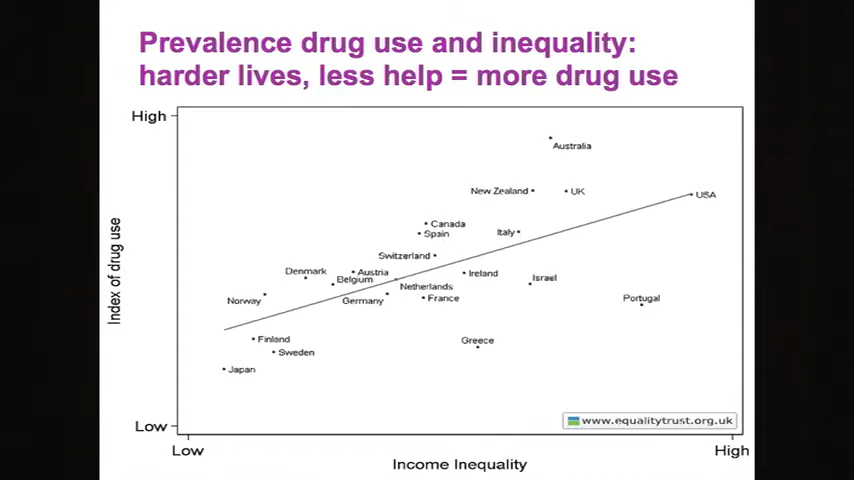 Prevalence drug use and inequality:
harder lives, less help = more drug use
High
Australia
New Zealand
UK
USA
Canada
Spain
Italy
Switzerland
Denmark
Austria
Ireland
Belgium
Israel
Netherlands
Norway
Germany
France
Portugal
Finland
Greece
Sweden
Japan
Index of drug use
www.equalitytrust.org.uk
Low
Low
High
Income Inequality